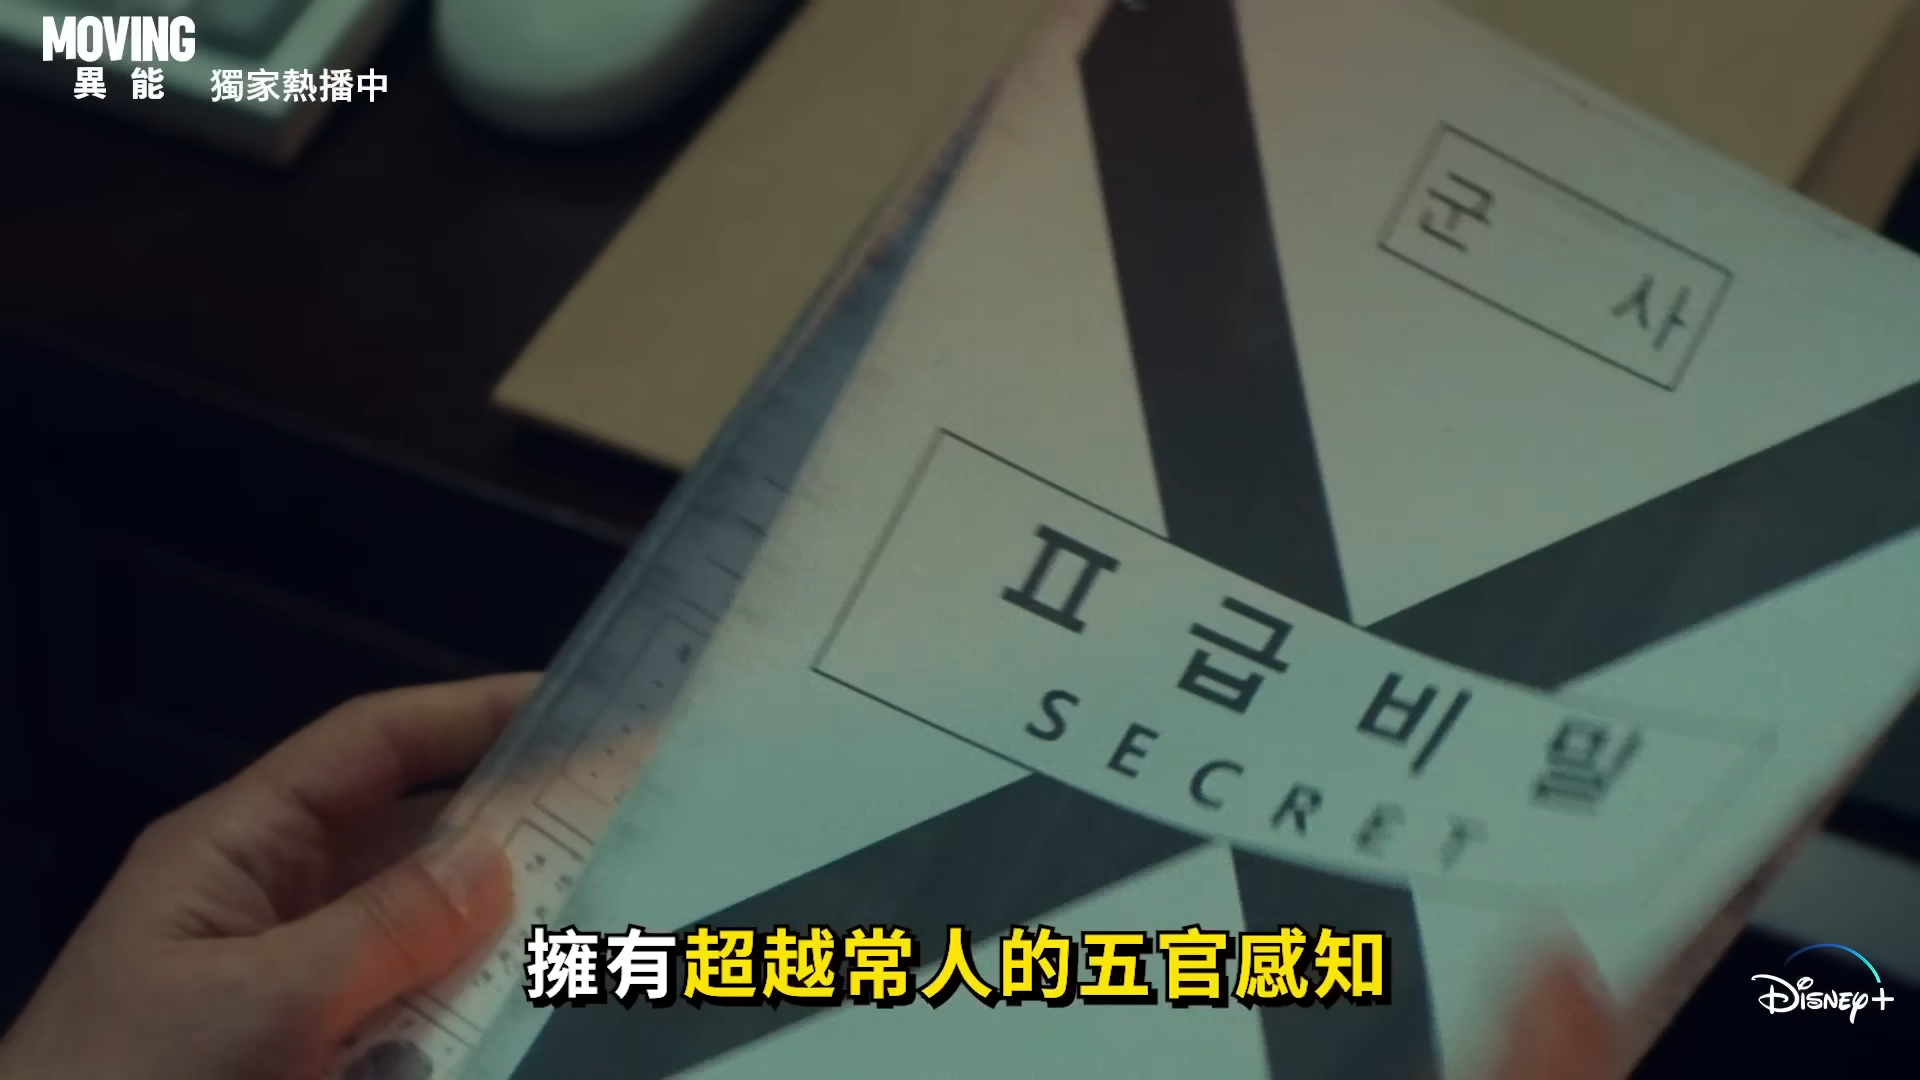 MOVING
異能 獨家熱播中
군 사
Ⅱ 급 비 밀
SECRET
擁有超越常人的五官感知
Disney+